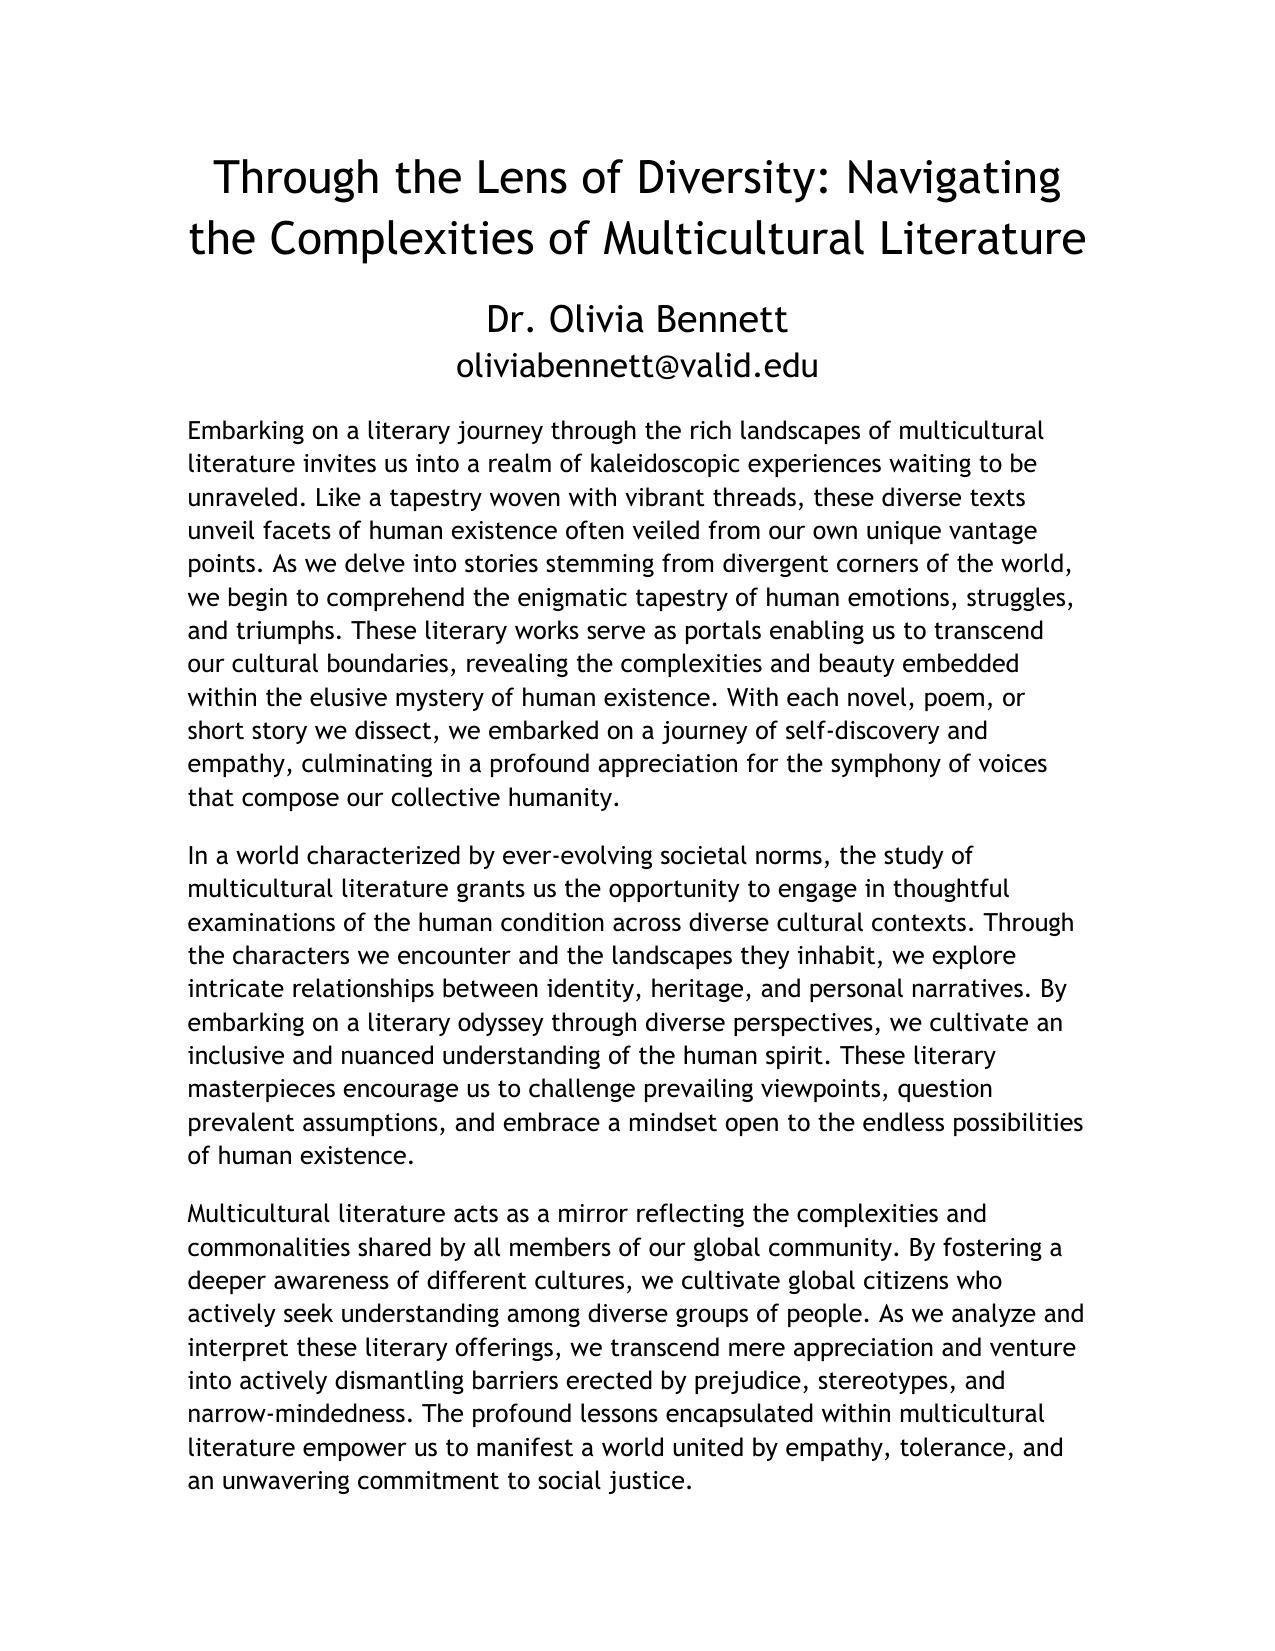 Through the Lens of Diversity: Navigating
the Complexities of Multicultural Literature
Dr. Olivia Bennett
oliviabennett@valid.edu
Embarking on a literary journey through the rich landscapes of multicultural
literature invites us into a realm of kaleidoscopic experiences waiting to be
unraveled. Like a tapestry woven with vibrant threads, these diverse texts
unveil facets of human existence often veiled from our own unique vantage
points. As we delve into stories stemming from divergent corners of the world,
we begin to comprehend the enigmatic tapestry of human emotions, struggles,
and triumphs. These literary works serve as portals enabling us to transcend
our cultural boundaries, revealing the complexities and beauty embedded
within the elusive mystery of human existence. With each novel, poem, or
short story we dissect, we embarked on a journey of self-discovery and
empathy, culminating in a profound appreciation for the symphony of voices
that compose our collective humanity.
In a world characterized by ever-evolving societal norms, the study of
multicultural literature grants us the opportunity to engage in thoughtful
examinations of the human condition across diverse cultural contexts. Through
the characters we encounter and the landscapes they inhabit, we explore
intricate relationships between identity, heritage, and personal narratives. By
embarking on a literary odyssey through diverse perspectives, we cultivate an
inclusive and nuanced understanding of the human spirit. These literary
masterpieces encourage us to challenge prevailing viewpoints, question
prevalent assumptions, and embrace a mindset open to the endless possibilities
of human existence.
Multicultural literature acts as a mirror reflecting the complexities and
commonalities shared by all members of our global community. By fostering a
deeper awareness of different cultures, we cultivate global citizens who
actively seek understanding among diverse groups of people. As we analyze and
interpret these literary offerings, we transcend mere appreciation and venture
into actively dismantling barriers erected by prejudice, stereotypes, and
narrow-mindedness. The profound lessons encapsulated within multicultural
literature empower us to manifest a world united by empathy, tolerance, and
an unwavering commitment to social justice.